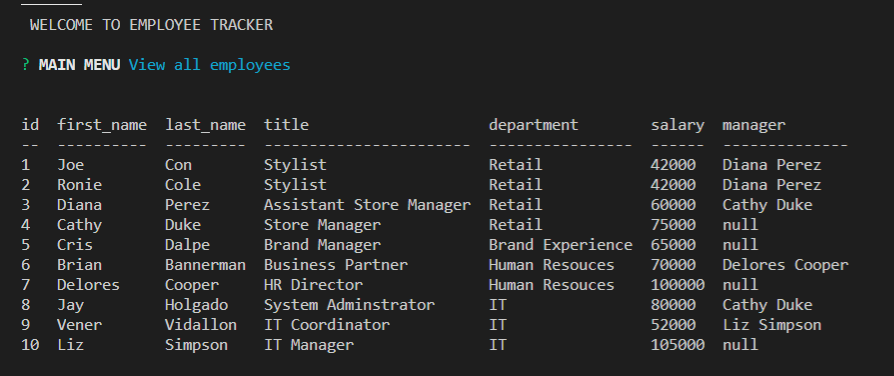 WELCOME TO EMPLOYEE TRACKER
? MAIN MENU View all employees
id  first_name  last_name  title                    department        salary  manager
--  ----------  ---------  -----------------------  ----------------  ------  --------------
1   Joe         Con        Stylist                  Retail            42000   Diana Perez
2   Ronie       Cole       Stylist                  Retail            42000   Diana Perez
3   Diana       Perez      Assistant Store Manager  Retail            60000   Cathy Duke
4   Cathy       Duke       Store Manager            Retail            75000   null
5   Cris        Dalpe      Brand Manager            Brand Experience  65000   null
6   Brian       Bannerman  Business Partner         Human Resouces    70000   Delores Cooper
7   Delores     Cooper     HR Director              Human Resouces    100000  null
8   Jay         Holgado    System Adminstrator      IT                80000   Cathy Duke
9   Vener       Vidallon   IT Coordinator           IT                52000   Liz Simpson
10  Liz         Simpson    IT Manager               IT                105000  null